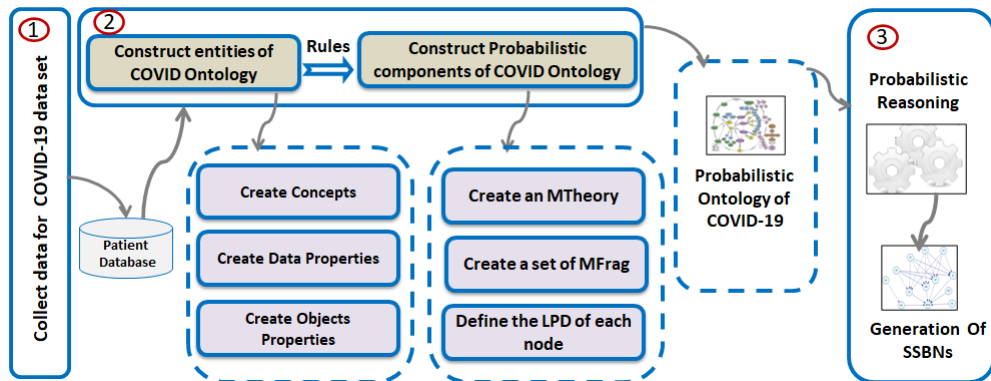 1
Collect data for COVID-19 data set
Patient
Database
2
Construct entities of
COVID Ontology
Rules
Construct Probabilistic
components of COVID Ontology
Create Concepts
Create Data Properties
Create Objects
Properties
Create an MTheory
Create a set of MFrag
Define the LPD of each
node
Probabilistic
Ontology of
COVID-19
3
Probabilistic
Reasoning
Generation Of
SSBNs